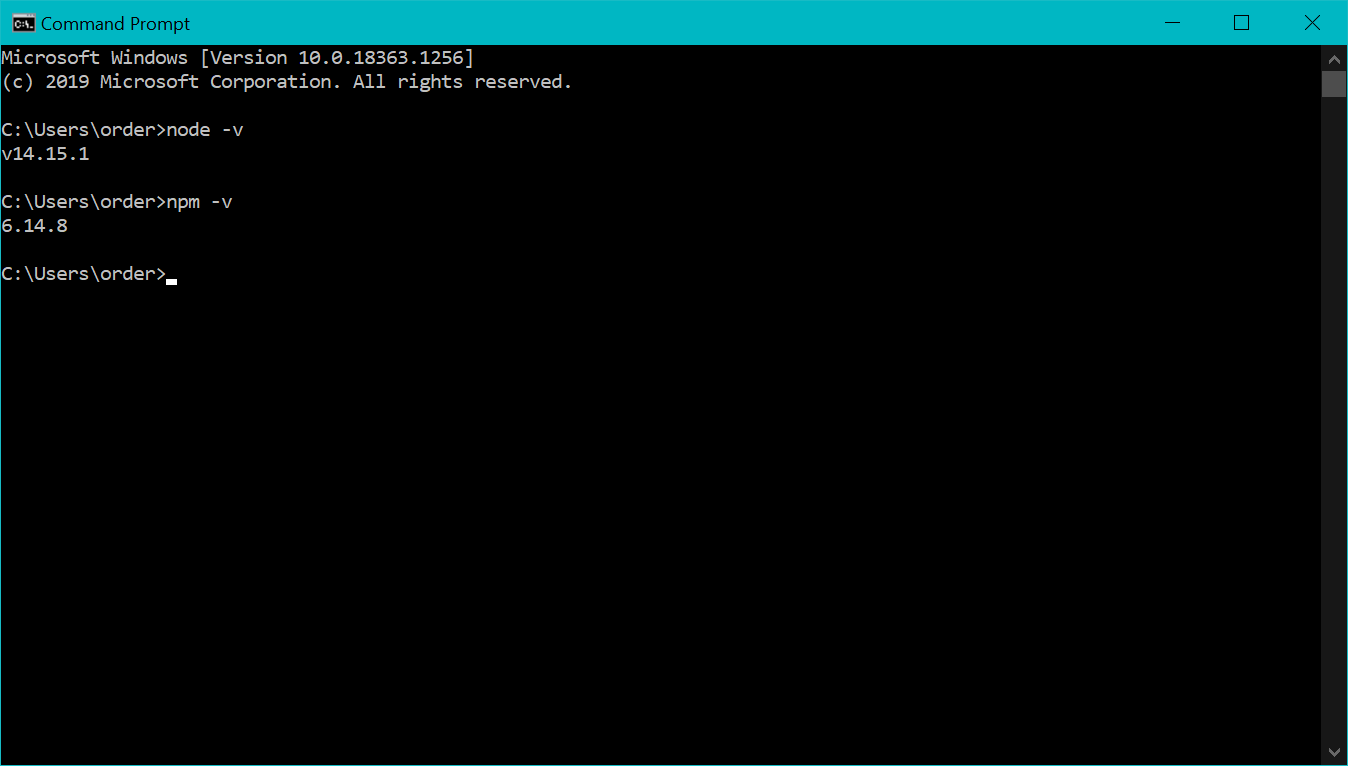 Command Prompt
Microsoft Windows [Version 10.0.18363.1256]
(c) 2019 Microsoft Corporation. All rights reserved.
C:\Users\order>node -v
v14.15.1
C:\Users\order>npm -v
6.14.8
C:\Users\order>